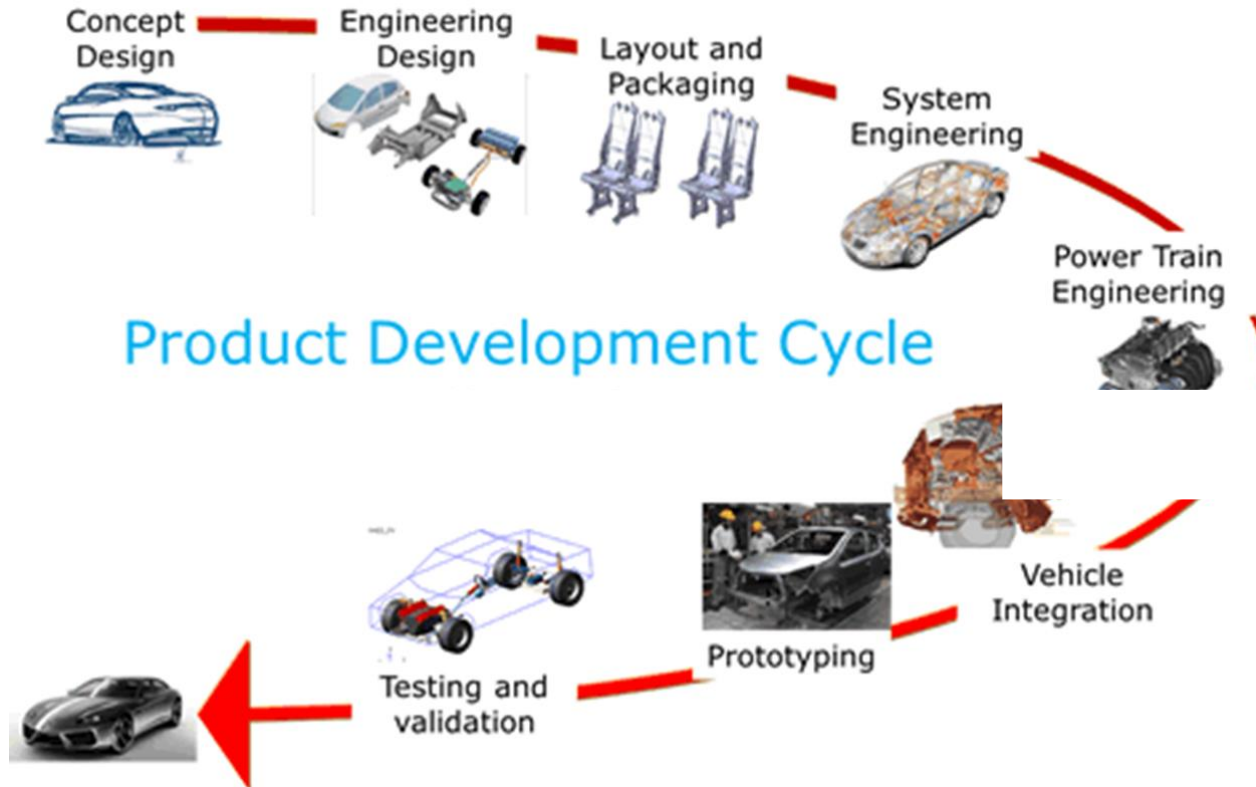 Concept
Design
Engineering
Design
Layout and
Packaging
System
Engineering
Power Train
Engineering
Product Development Cycle
Vehicle
Integration
Prototyping
Testing and
validation